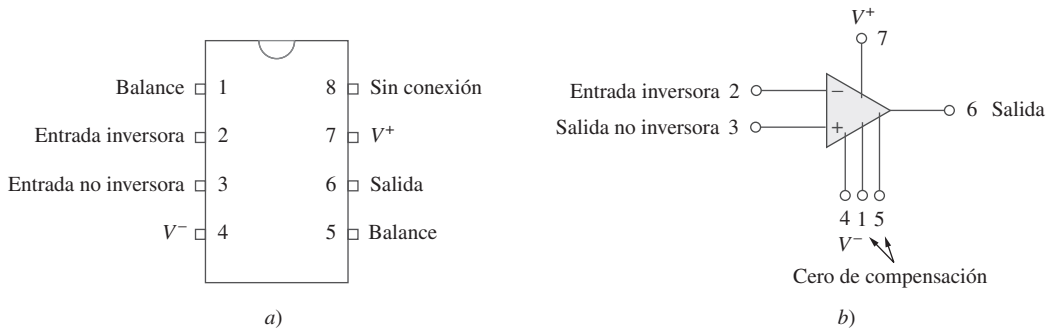 Balance 1 8 Sin conexión
Entrada inversora 2 7 V+
Entrada no inversora 3 6 Salida
V− 4 5 Balance
a)
V+
7
Entrada inversora 2 −
Salida no inversora 3 +
6 Salida
4 1 5
V−
Cero de compensación
b)